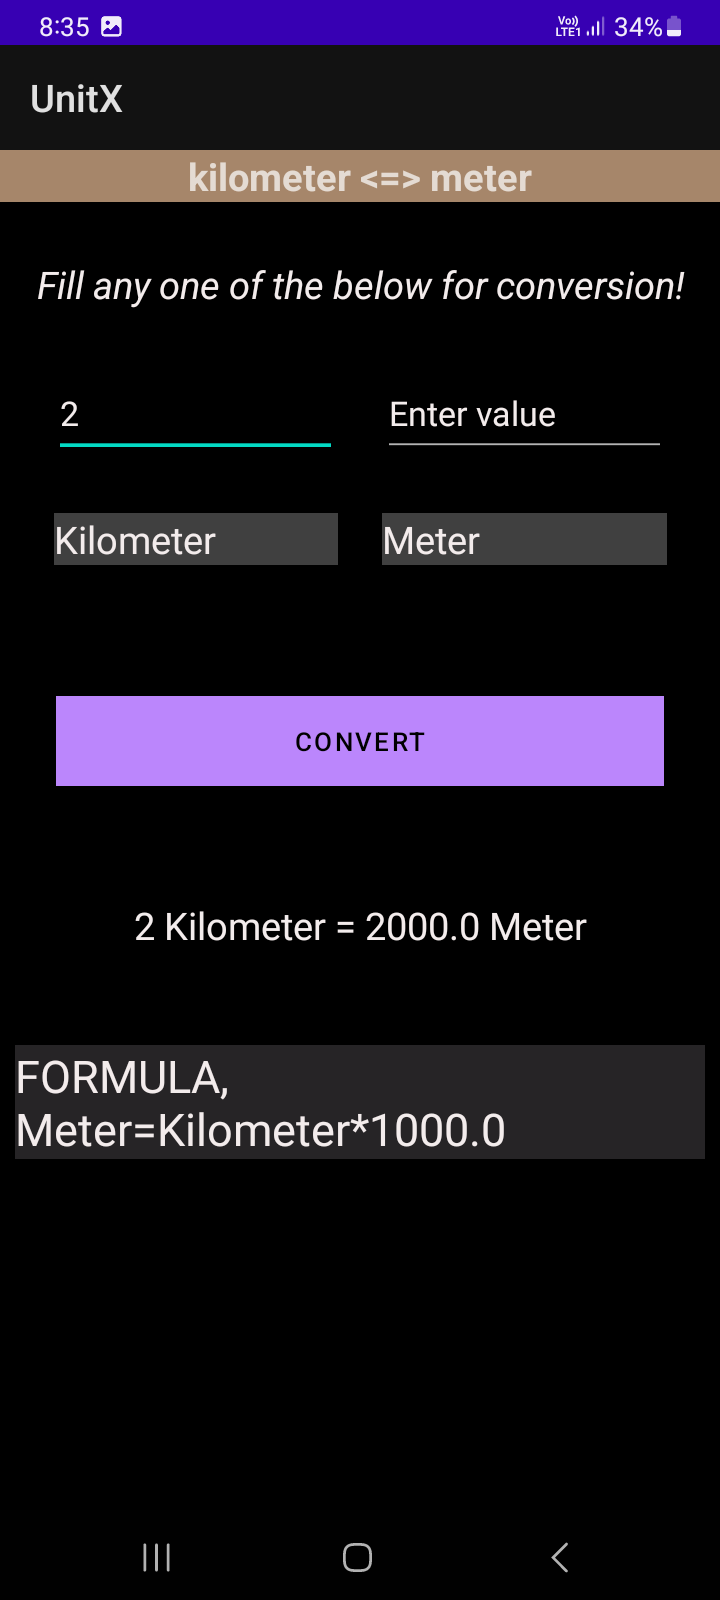 8:35 Vo)) LTE1 34%
UnitX
kilometer <=> meter
Fill any one of the below for conversion!
2 Enter value
Kilometer Meter
CONVERT
2 Kilometer = 2000.0 Meter
FORMULA,
Meter=Kilometer*1000.0